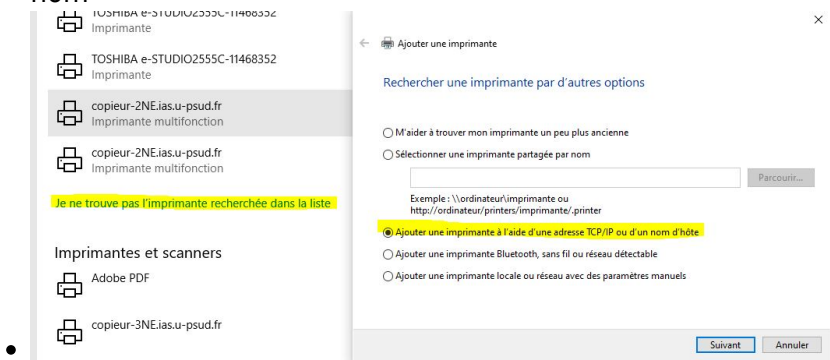 TOSHIBA e-STUDIO2555C-11468352
Imprimante
TOSHIBA e-STUDIO2555C-11468352
Imprimante
copieur-2NE.ias.u-psud.fr
Imprimante multifonction
copieur-2NE.ias.u-psud.fr
Imprimante multifonction
Je ne trouve pas l'imprimante recherchée dans la liste
Imprimantes et scanners
Adobe PDF
copieur-3NE.ias.u-psud.fr
Ajouter une imprimante
Rechercher une imprimante par d'autres options
M'aider à trouver mon imprimante un peu plus ancienne
Sélectionner une imprimante partagée par nom
Parcourir...
Exemple : \\ordinateur\imprimante ou
http://ordinateur/printers/imprimante/.printer
Ajouter une imprimante à l'aide d'une adresse TCP/IP ou d'un nom d'hôte
Ajouter une imprimante Bluetooth, sans fil ou réseau détectable
Ajouter une imprimante locale ou réseau avec des paramètres manuels
Suivant
Annuler